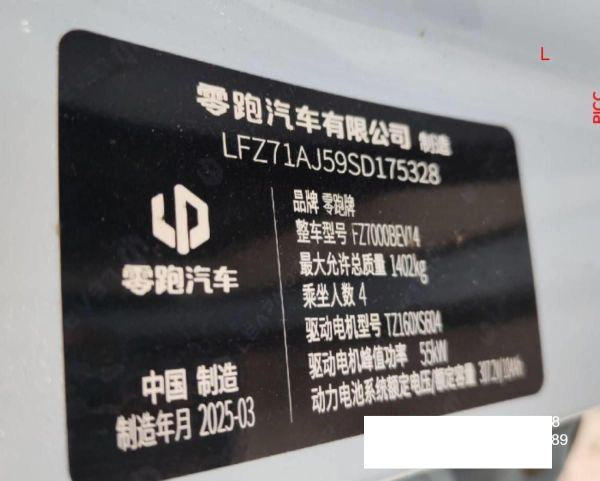 L
PICC
零跑汽车有限公司 制造
LFZ71AJ59SD175328
品牌 零跑牌
整车型号 FZ7000BEV14
最大允许总质量 1402kg
乘坐人数 4
驱动电机型号 TZ160XS604
驱动电机峰值功率 55kW
动力电池系统额定电压/额定容量
零跑汽车
中国 制造
制造年月 2025-03
8
89